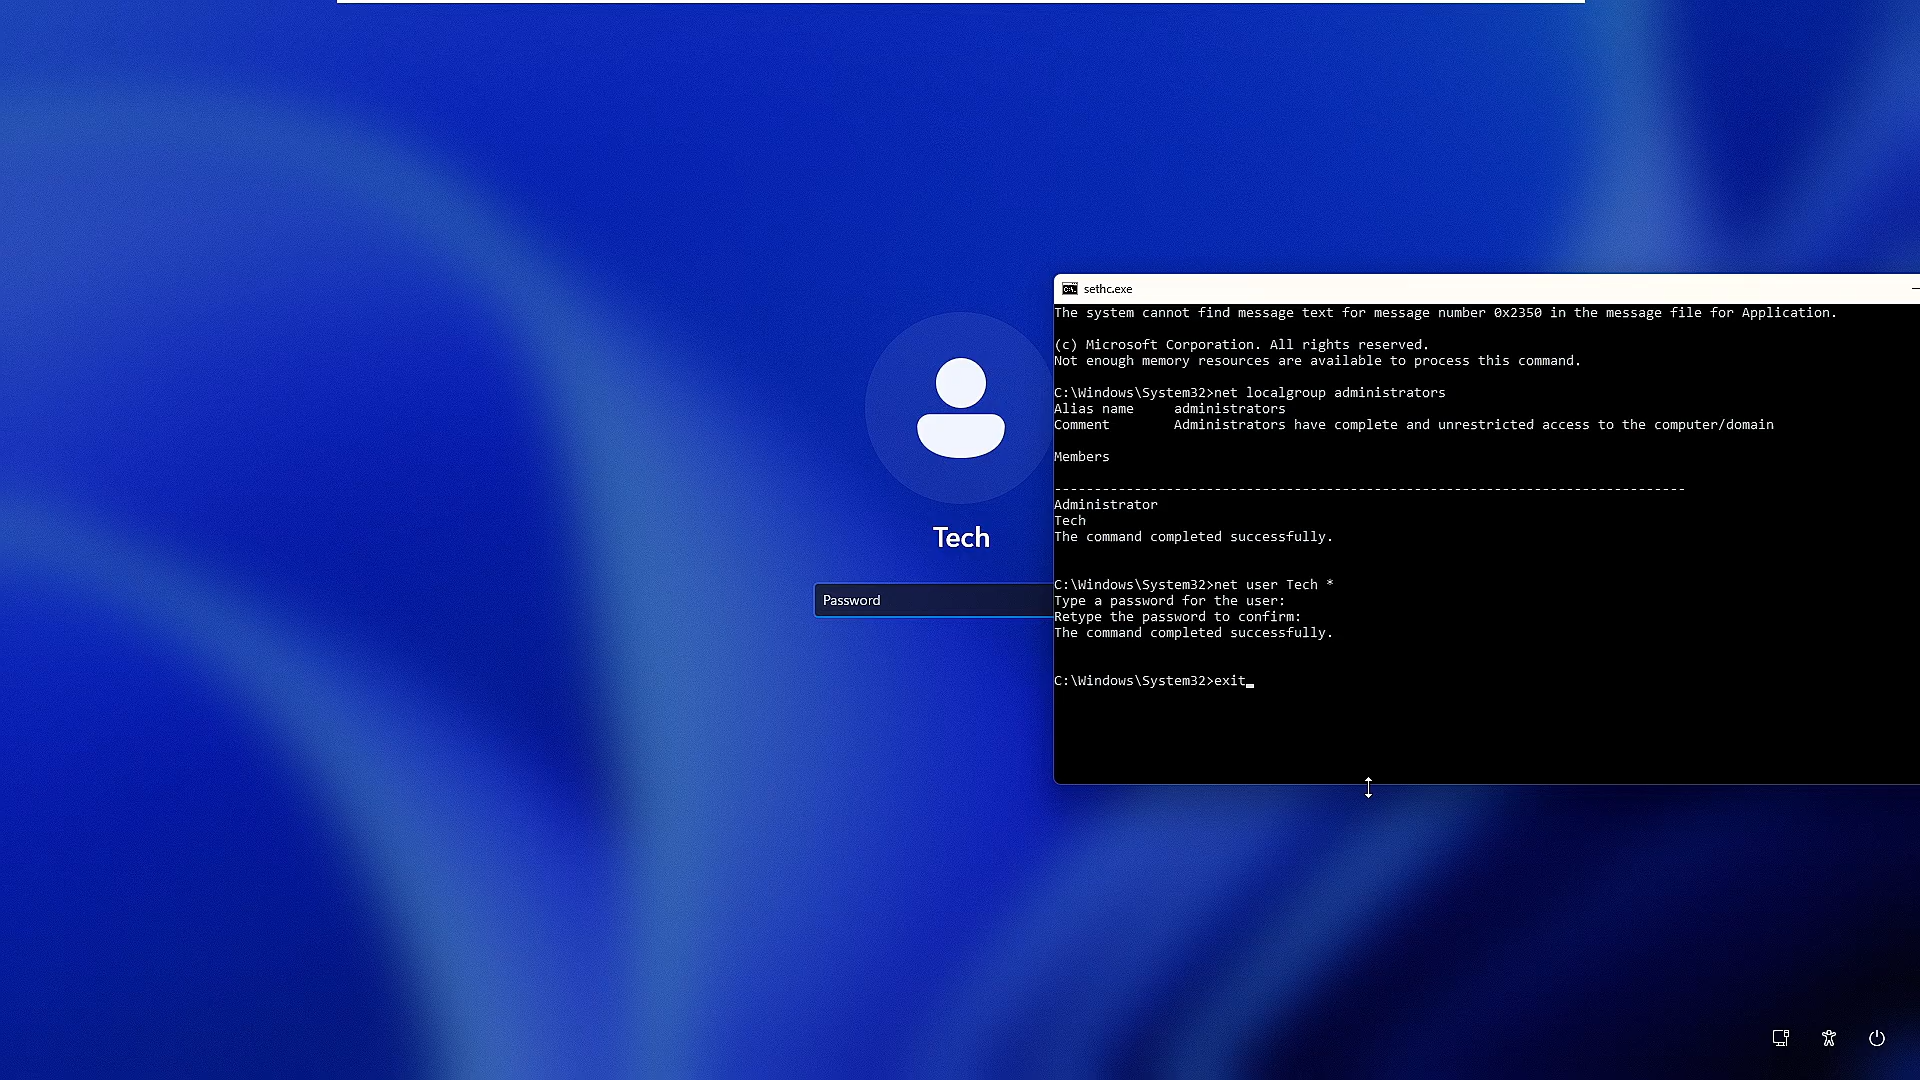 Tech
Password
sethc.exe
The system cannot find message text for message number 0x2350 in the message file for Application.
(c) Microsoft Corporation. All rights reserved.
Not enough memory resources are available to process this command.
C:\Windows\System32>net localgroup administrators
Alias name     administrators
Comment        Administrators have complete and unrestricted access to the computer/domain
Members
-------------------------------------------------------------------------------
Administrator
Tech
The command completed successfully.
C:\Windows\System32>net user Tech *
Type a password for the user:
Retype the password to confirm:
The command completed successfully.
C:\Windows\System32>exit